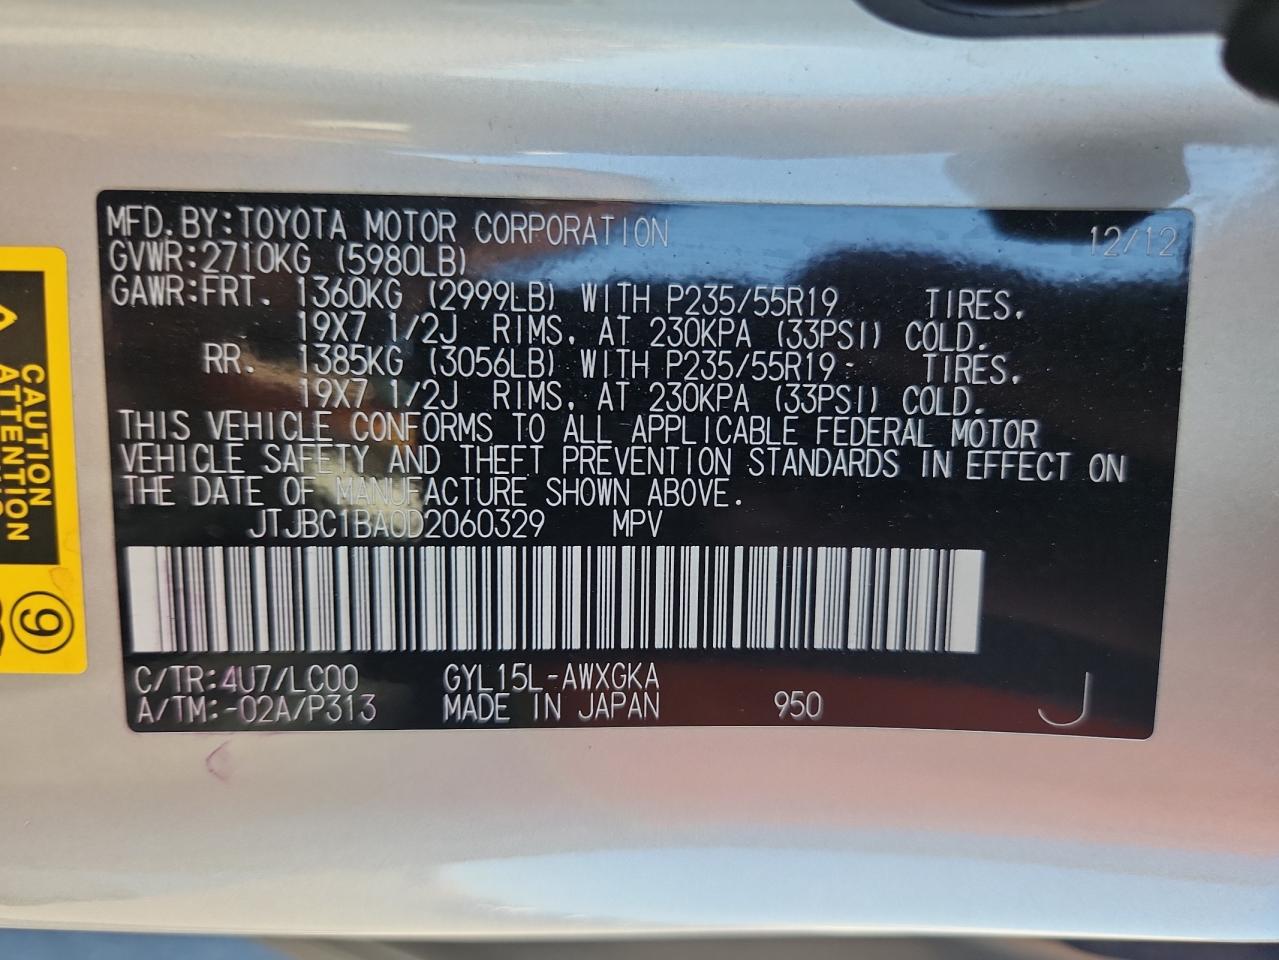 MFD.BY:TOYOTA MOTOR CORPORATION 12/12
GVWR:2710KG (5980LB)
GAWR:FRT. 1360KG (2999LB) WITH P235/55R19 TIRES.
19X7 1/2J RIMS, AT 230KPA (33PSI) COLD.
RR. 1385KG (3056LB) WITH P235/55R19 TIRES.
19X7 1/2J RIMS, AT 230KPA (33PSI) COLD.
THIS VEHICLE CONFORMS TO ALL APPLICABLE FEDERAL MOTOR
VEHICLE SAFETY AND THEFT PREVENTION STANDARDS IN EFFECT ON
THE DATE OF MANUFACTURE SHOWN ABOVE.
JTJBC1BA0D2060329 MPV
C/TR:4U7/LC00 GYL15L-AWXGKA
A/TM:-02A/P313 MADE IN JAPAN 950 J
CAUTION
ATTENTION
9